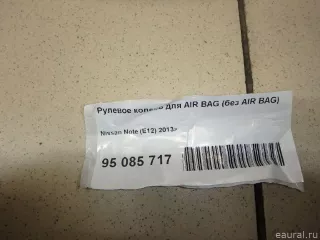 Рулевое колесо для AIR BAG (без AIR BAG)
Nissan Note (E12) 2013>
95 085 717
eaural.ru